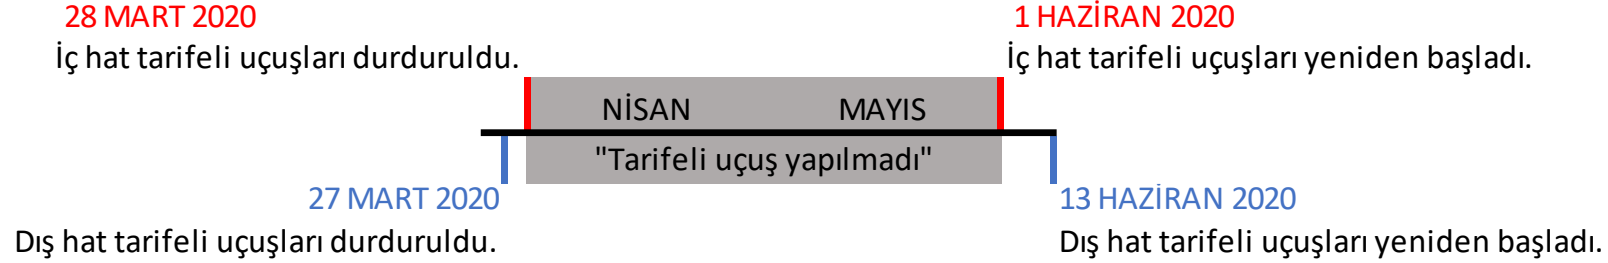 28 MART 2020
İç hat tarifeli uçuşları durduruldu.
1 HAZİRAN 2020
İç hat tarifeli uçuşları yeniden başladı.
NİSAN MAYIS
"Tarifeli uçuş yapılmadı"
27 MART 2020
Dış hat tarifeli uçuşları durduruldu.
13 HAZİRAN 2020
Dış hat tarifeli uçuşları yeniden başladı.